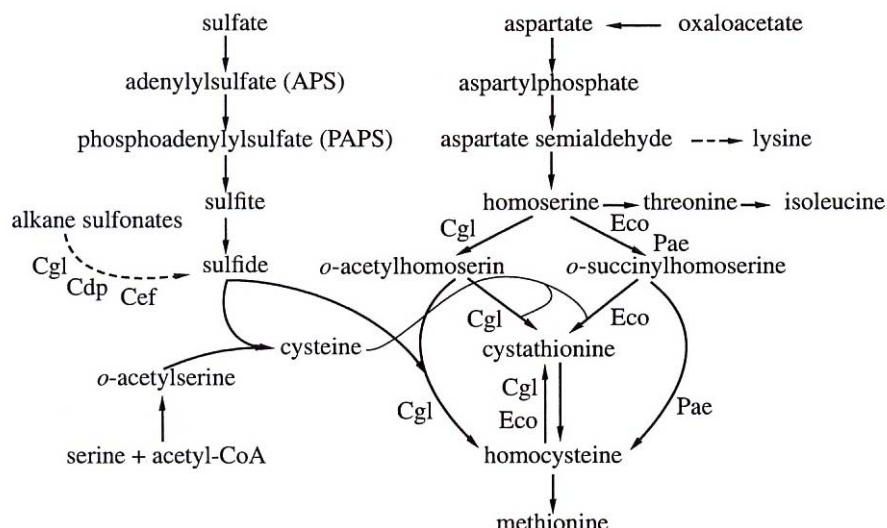 sulfate
aspartate
oxaloacetate
adenylylsulfate (APS)
aspartylphosphate
phosphoadenylylsulfate (PAPS)
aspartate semialdehyde
lysine
sulfite
homoserine
threonine
isoleucine
alkane sulfonates
Cgl
Eco
Pae
Cgl
Cdp
Cef
sulfide
o-acetylhomoserin
o-succinylhomoserine
Cgl
Eco
cysteine
cystathionine
o-acetylserine
Cgl
Cgl
Eco
Pae
serine + acetyl-CoA
homocysteine
methionine